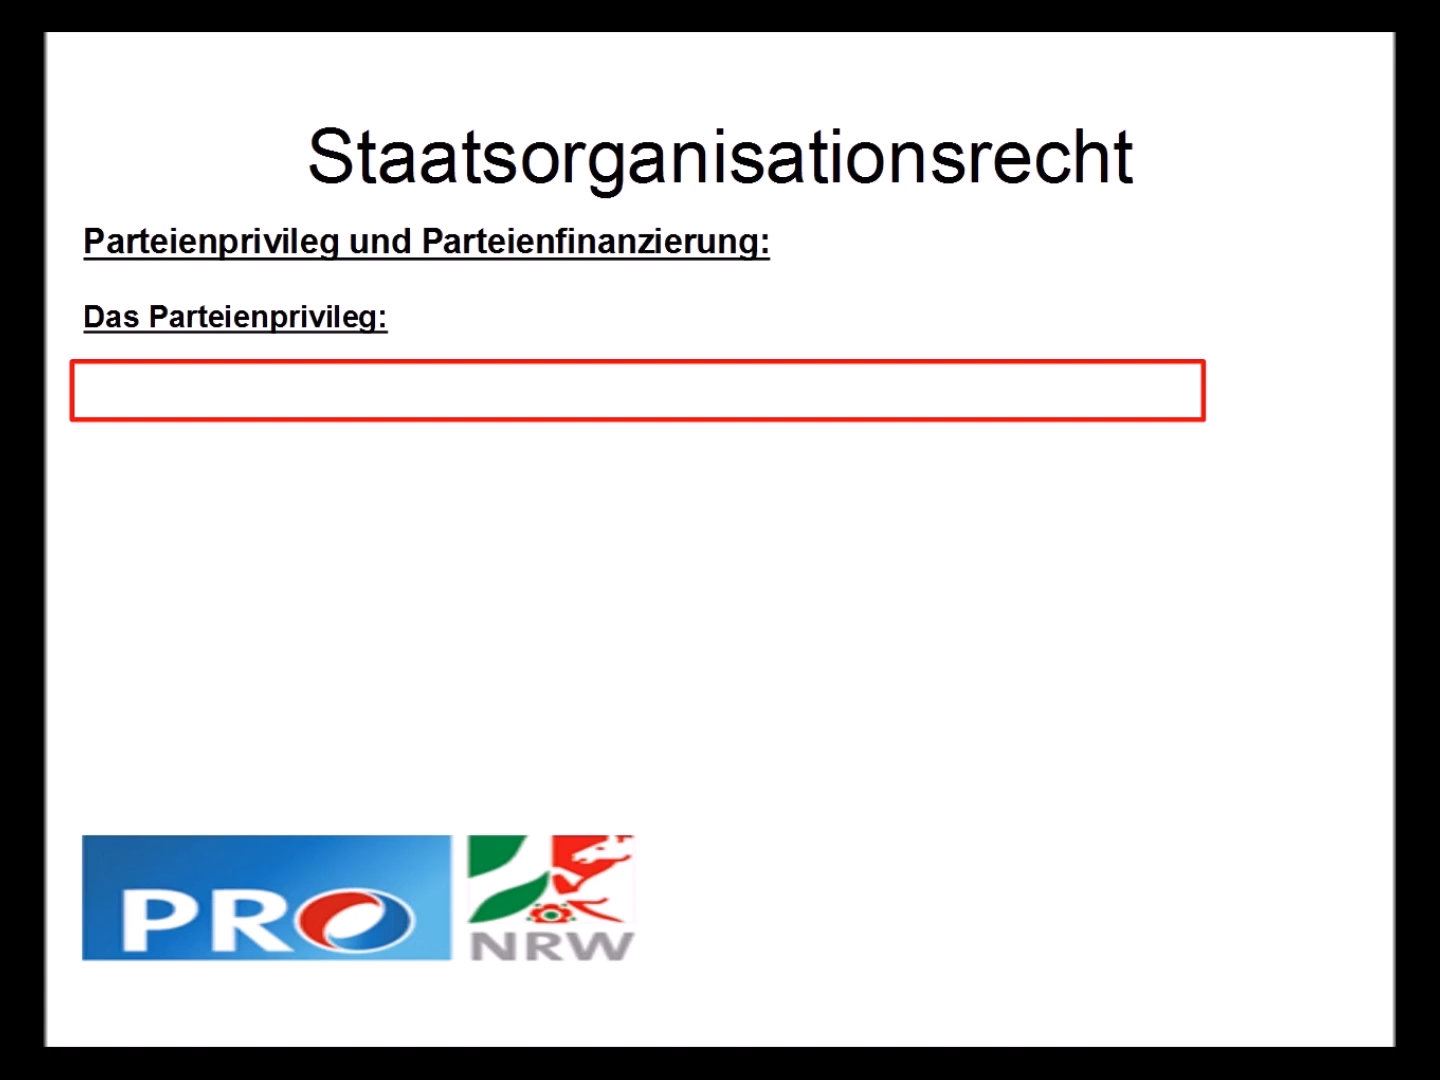 Staatsorganisationsrecht
Parteienprivileg und Parteienfinanzierung:
Das Parteienprivileg:
PRO
NRW